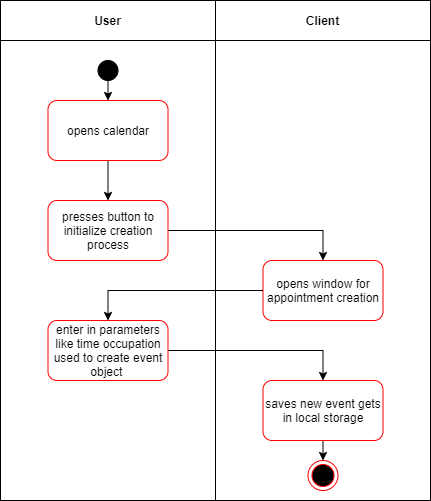 User
Client
opens calendar
presses button to
initialize creation
process
opens window for
appointment creation
enter in parameters
like time occupation
used to create event
object
saves new event gets
in local storage